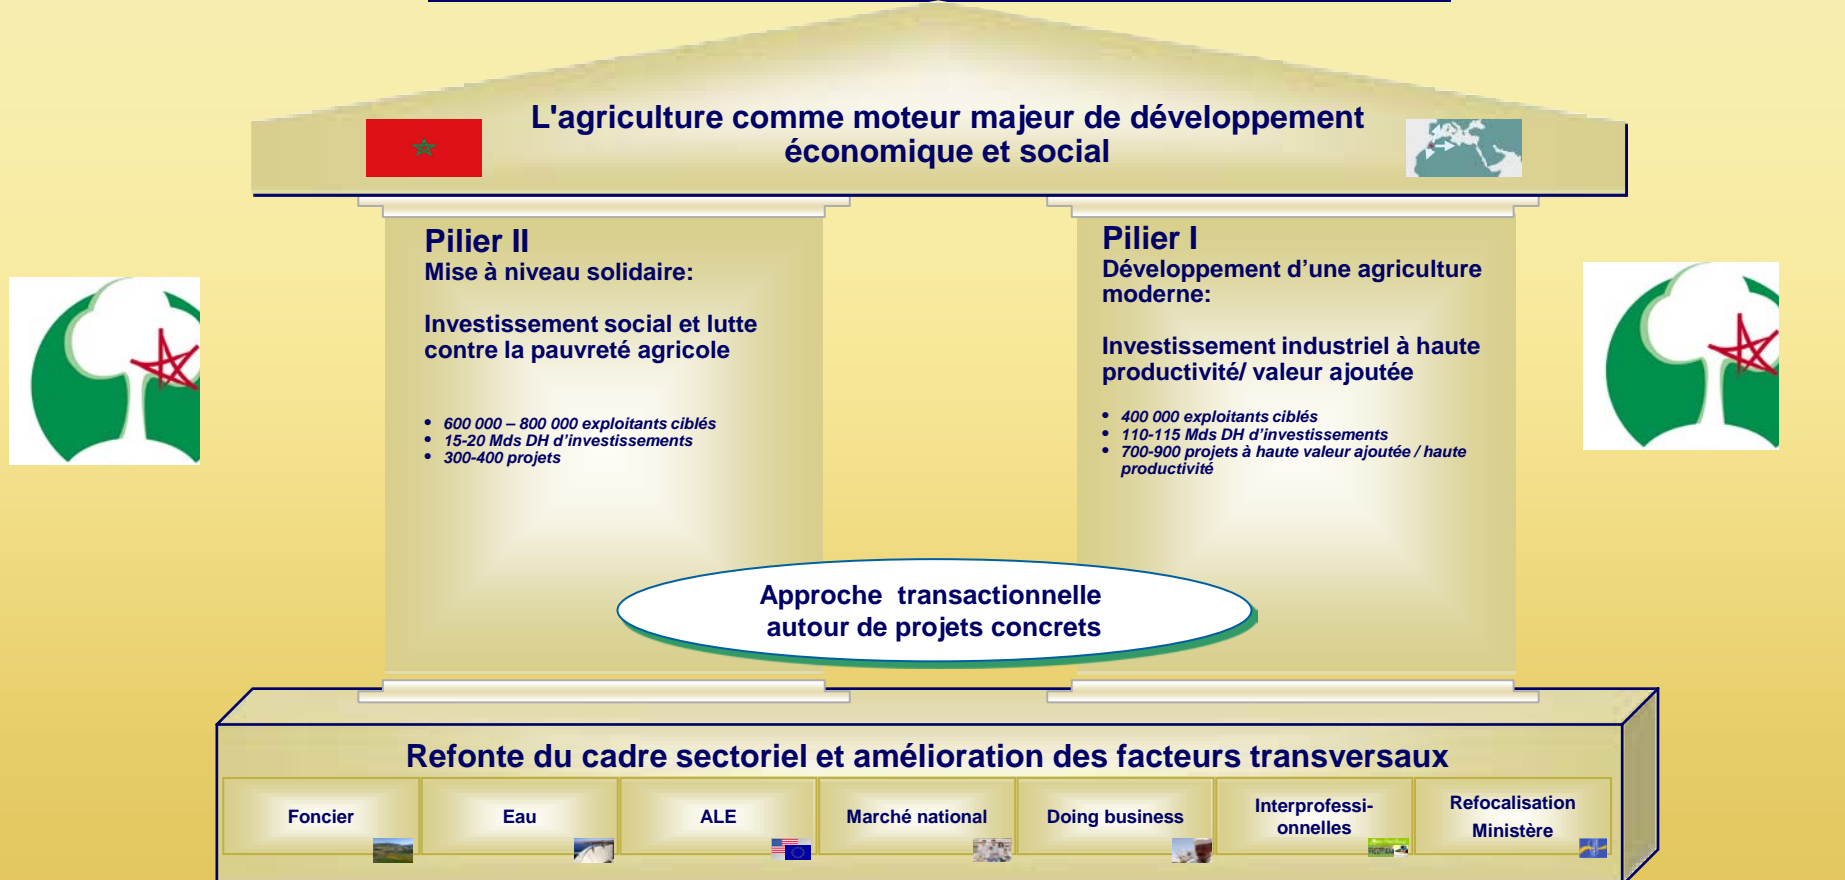 L'agriculture comme moteur majeur de développement
économique et social
Pilier II
Mise à niveau solidaire:
Investissement social et lutte
contre la pauvreté agricole
• 600 000 – 800 000 exploitants ciblés
• 15-20 Mds DH d’investissements
• 300-400 projets
Pilier I
Développement d’une agriculture
moderne:
Investissement industriel à haute
productivité/ valeur ajoutée
• 400 000 exploitants ciblés
• 110-115 Mds DH d’investissements
• 700-900 projets à haute valeur ajoutée / haute
productivité
Approche transactionnelle
autour de projets concrets
Refonte du cadre sectoriel et amélioration des facteurs transversaux
Foncier
Eau
ALE
Marché national
Doing business
Interprofessi-
onnelles
Refocalisation
Ministère